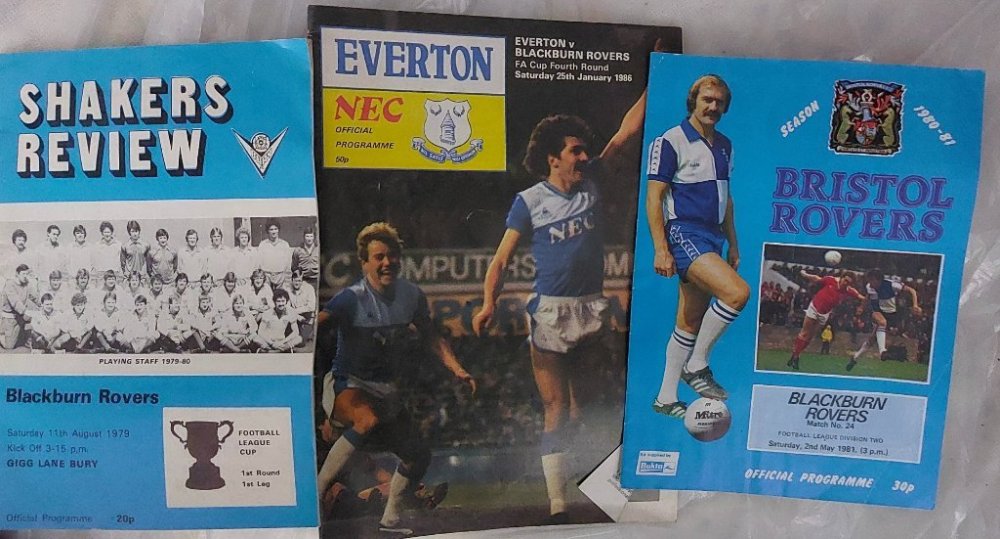 SHAKERS
REVIEW
PLAYING STAFF 1979-80
Blackburn Rovers
Saturday 11th August 1979
Kick Off 3-15 p.m.
GIGG LANE BURY
FOOTBALL
LEAGUE
CUP
1st Round
1st Leg
Official Programme 20p
EVERTON
NEC
OFFICIAL
PROGRAMME
50p
EVERTON v
BLACKBURN ROVERS
FA Cup Fourth Round
Saturday 25th January 1986
NEC
COMPUTERS
SEASON 1980-81
BRISTOL
ROVERS
BLACKBURN
ROVERS
Match No. 24
FOOTBALL LEAGUE DIVISION TWO
Saturday, 2nd May 1981, (3 p.m.)
Mitre
Bukta
OFFICIAL PROGRAMME 30p